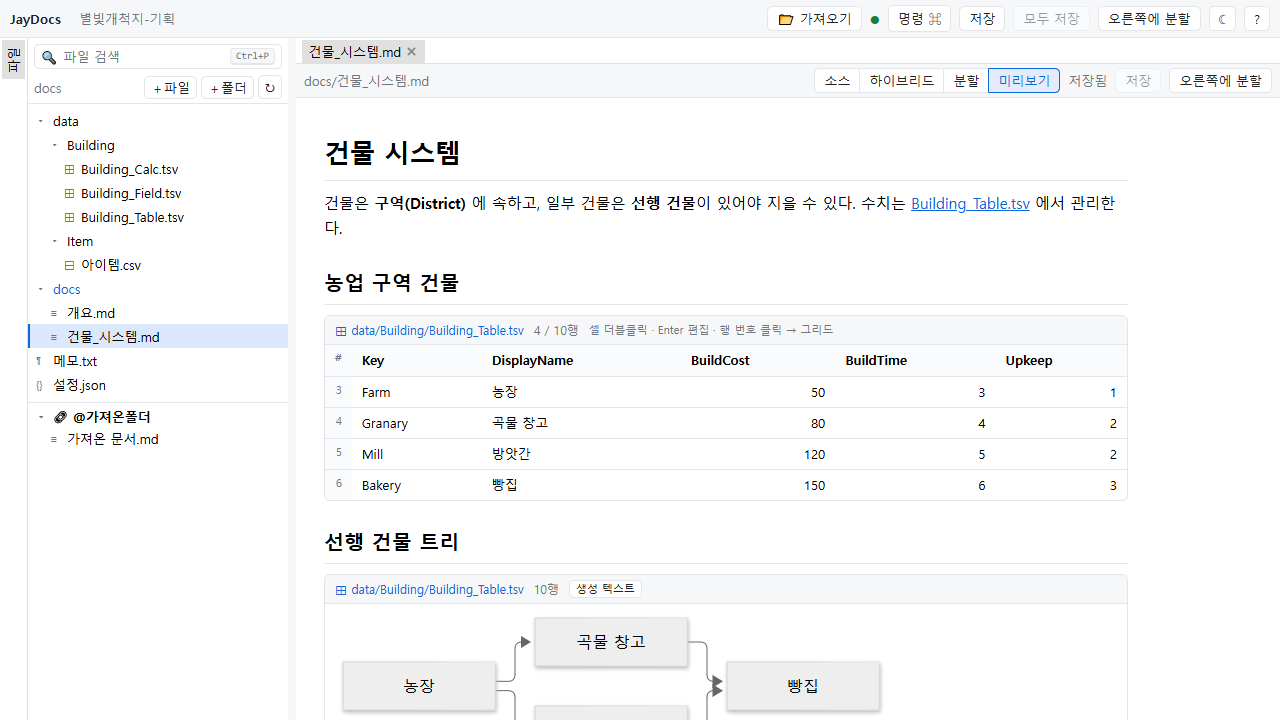 JayDocs 별빛개척지-기획 가져오기 명령 ⌘ 저장 모두 저장 오른쪽에 분할 ?
파일
파일 검색 Ctrl+P
docs +파일 +폴더 ↻
data
Building
Building_Calc.tsv
Building_Field.tsv
Building_Table.tsv
Item
아이템.csv
docs
개요.md
건물_시스템.md
메모.txt
설정.json
@가져온폴더
가져온 문서.md
건물_시스템.md ✕
docs/건물_시스템.md 소스 하이브리드 분할 미리보기 저장됨 저장 오른쪽에 분할
건물 시스템
건물은 구역(District) 에 속하고, 일부 건물은 선행 건물이 있어야 지을 수 있다. 수치는 Building_Table.tsv 에서 관리한
다.
농업 구역 건물
data/Building/Building_Table.tsv 4 / 10행 셀 더블클릭 · Enter 편집 · 행 번호 클릭 → 그리드
# Key DisplayName BuildCost BuildTime Upkeep
3 Farm 농장 50 3 1
4 Granary 곡물 창고 80 4 2
5 Mill 방앗간 120 5 2
6 Bakery 빵집 150 6 3
선행 건물 트리
data/Building/Building_Table.tsv 10행 생성 텍스트
곡물 창고
농장 빵집